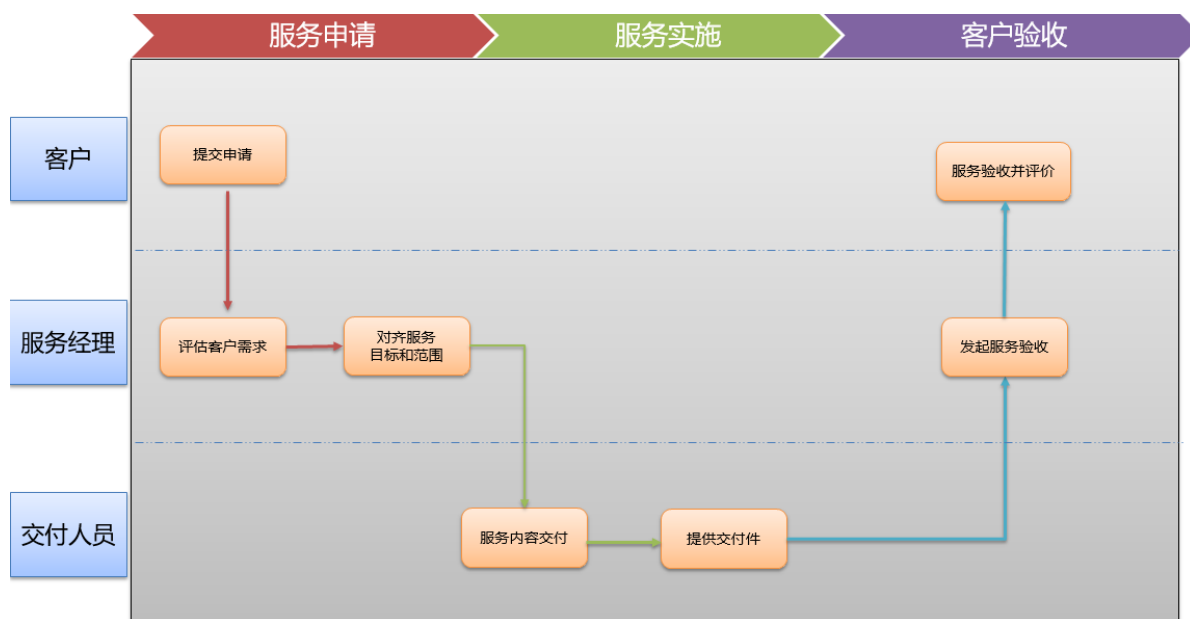 服务申请
服务实施
客户验收
客户
提交申请
服务验收并评价
服务经理
评估客户需求
对齐服务
目标和范围
发起服务验收
交付人员
服务内容交付
提供交付件